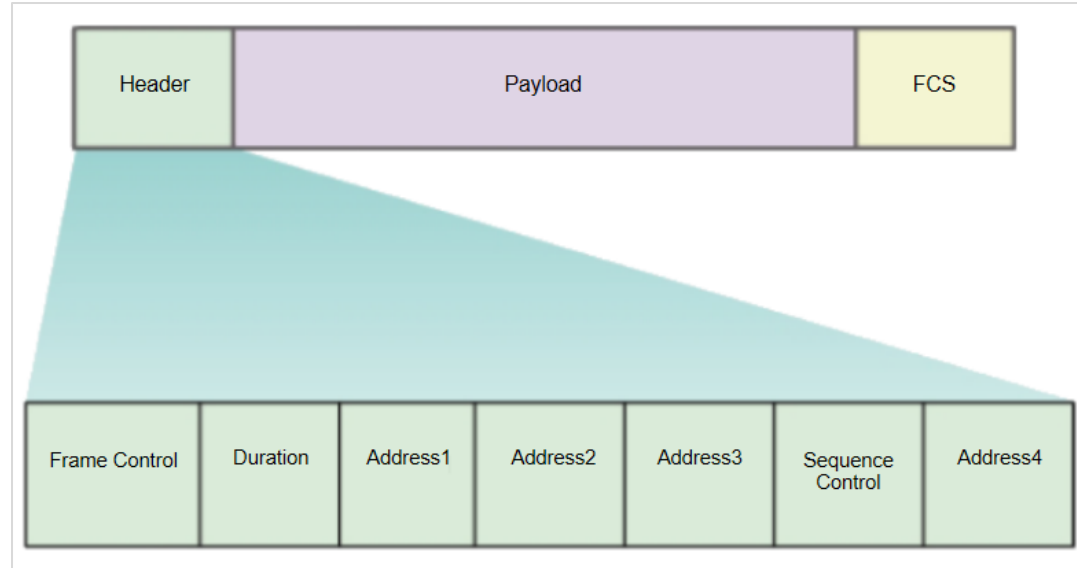 Header
Payload
FCS
Frame Control
Duration
Address1
Address2
Address3
Sequence
Control
Address4